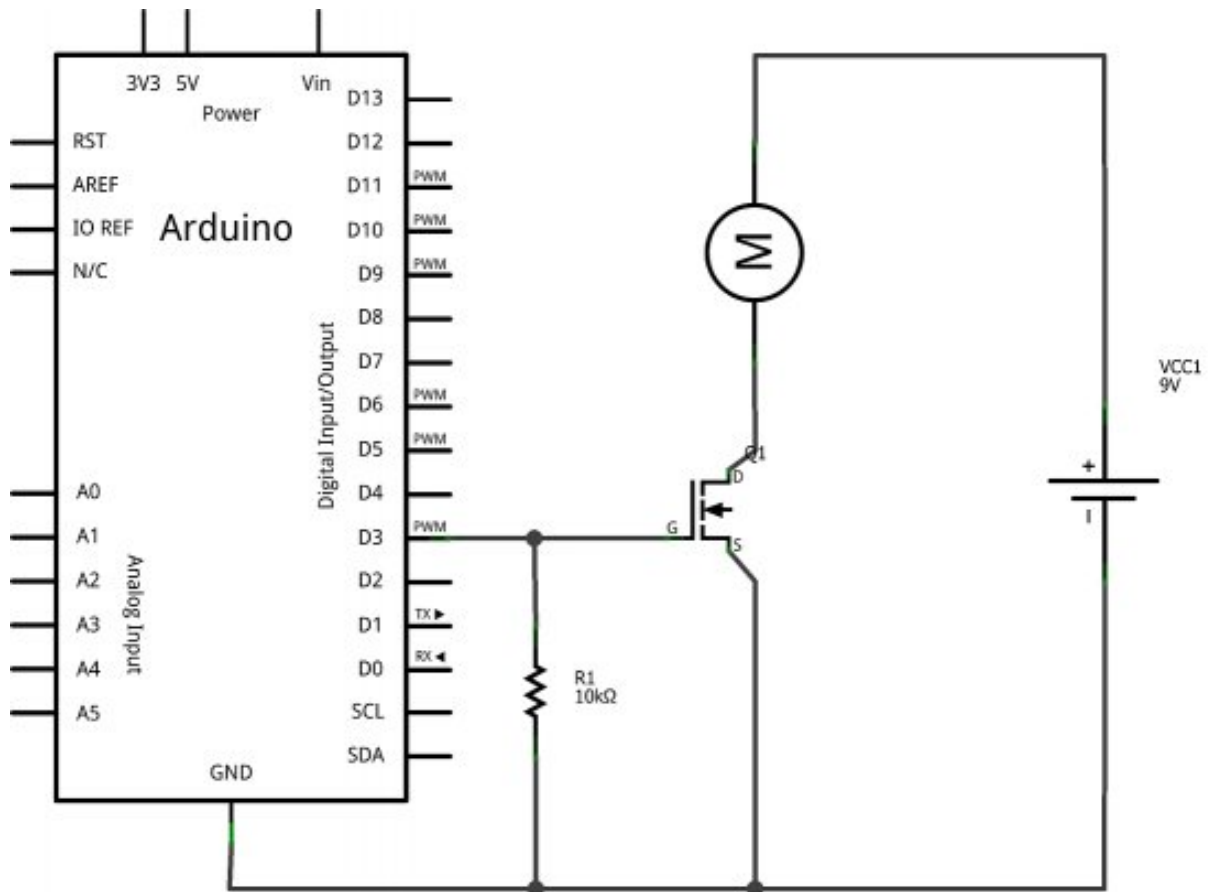 3V3 5V Vin
Power
RST
AREF
IO REF
N/C
Arduino
D13
D12
D11 PWM
D10 PWM
D9 PWM
D8
D7
D6 PWM
D5 PWM
D4
D3 PWM
D2
D1 TX ▶
D0 RX ◀
SCL
SDA
Digital Input/Output
A0
A1
A2
A3
A4
A5
Analog Input
GND
M
Q1
D
G
S
R1
10kΩ
VCC1
9V
+